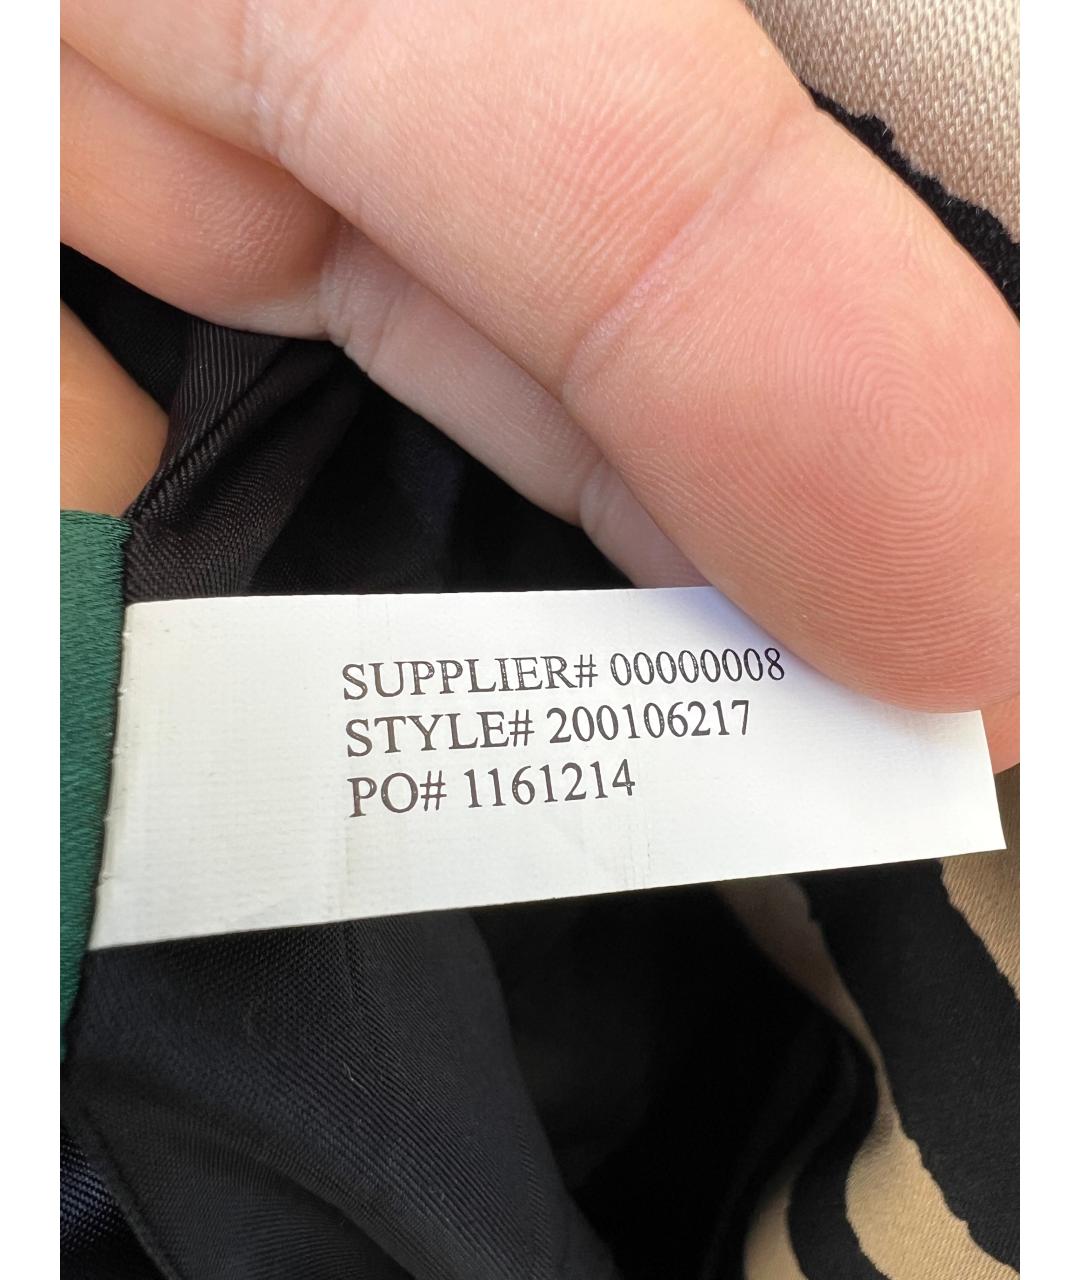 SUPPLIER# 00000008
STYLE# 200106217
PO# 1161214